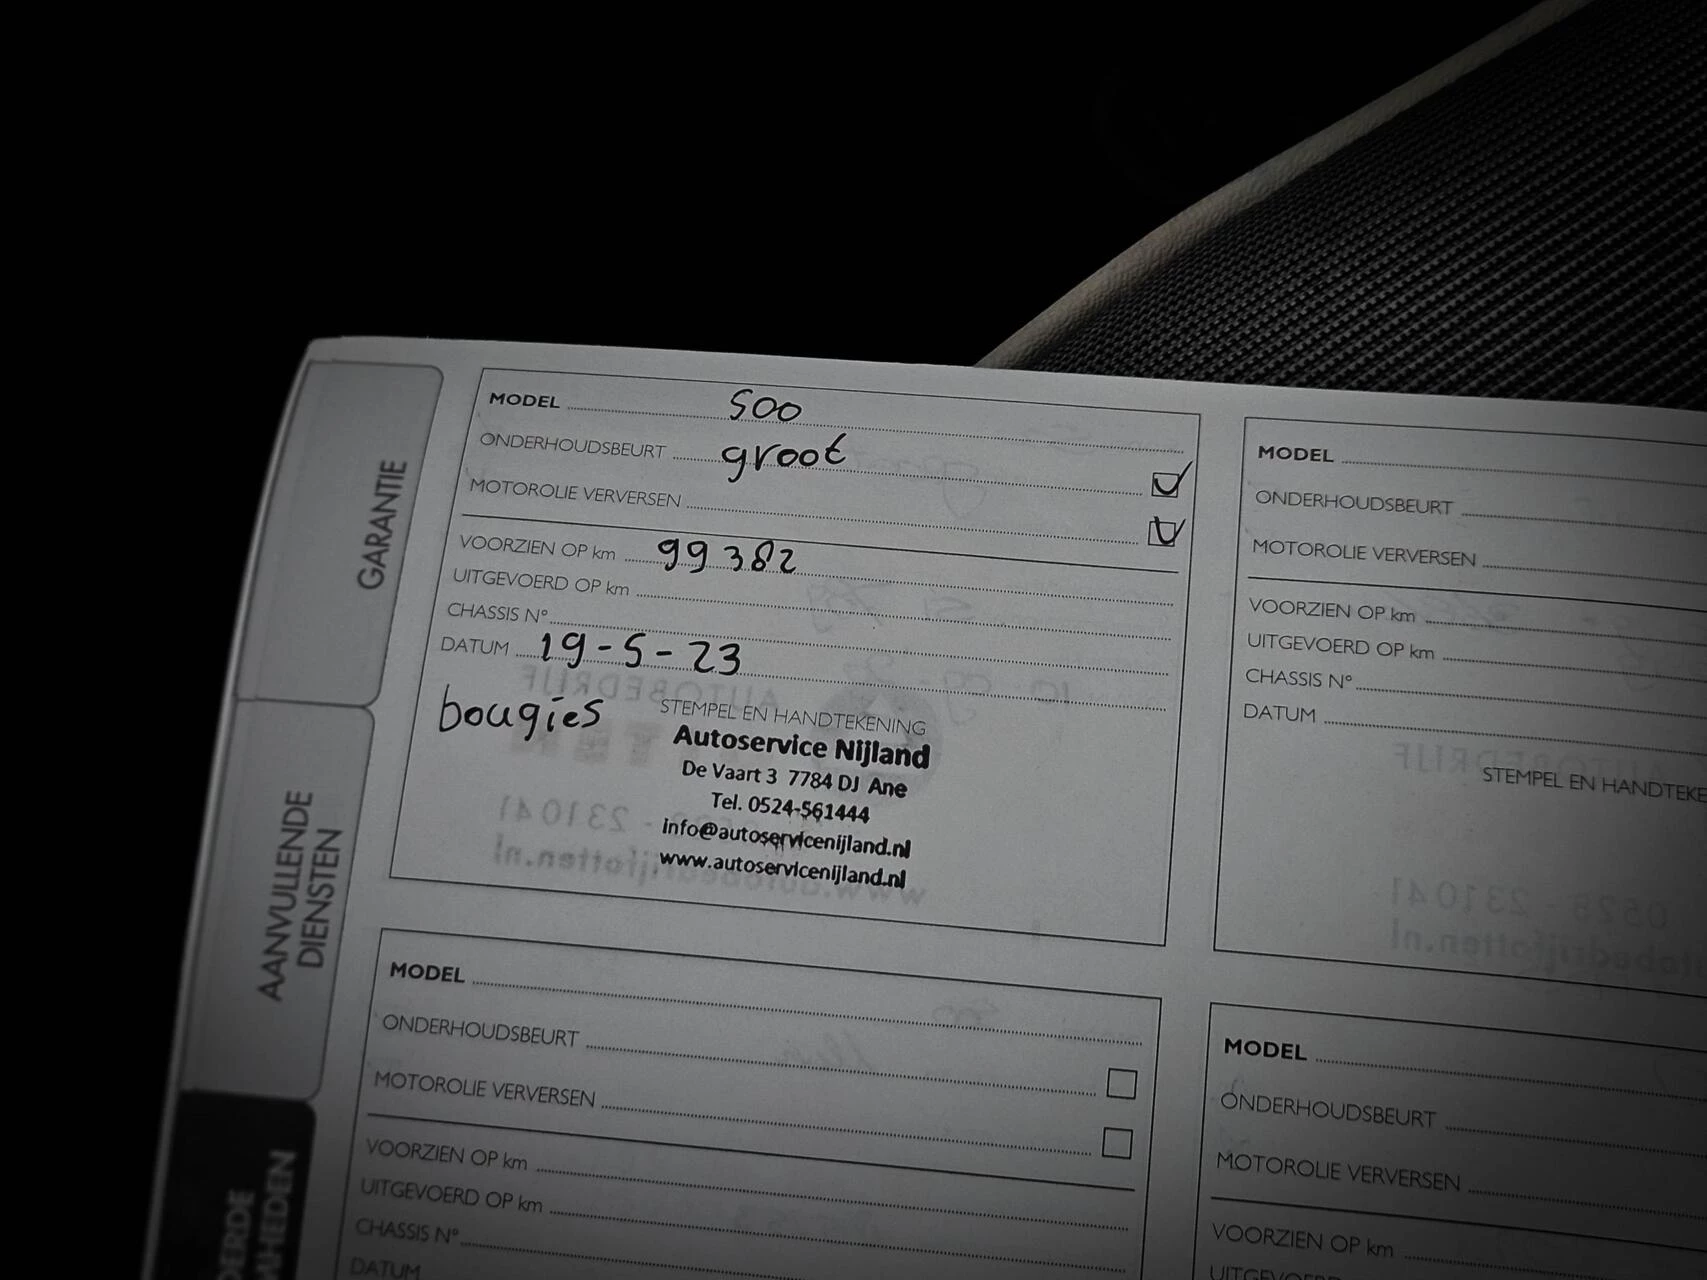 GARANTIE
AANVULLENDE
DIENSTEN
MODEL 500
ONDERHOUDSBEURT groot
MOTOROLIE VERVERSEN
VOORZIEN OP km 99382
UITGEVOERD OP km
CHASSIS N°
DATUM 19-5-23
bougies
STEMPEL EN HANDTEKENING
Autoservice Nijland
De Vaart 3 7784 DJ Ane
Tel. 0524-561444
info@autoservicenijland.nl
www.autoservicenijland.nl
MODEL
ONDERHOUDSBEURT
MOTOROLIE VERVERSEN
VOORZIEN OP km
UITGEVOERD OP km
CHASSIS N°
DATUM
STEMPEL EN HANDTEKE
MODEL
ONDERHOUDSBEURT
MOTOROLIE VERVERSEN
VOORZIEN OP km
UITGEVOERD OP km
CHASSIS N°
DATUM
MODEL
ONDERHOUDSBEURT
MOTOROLIE VERVERSEN
VOORZIEN OP km